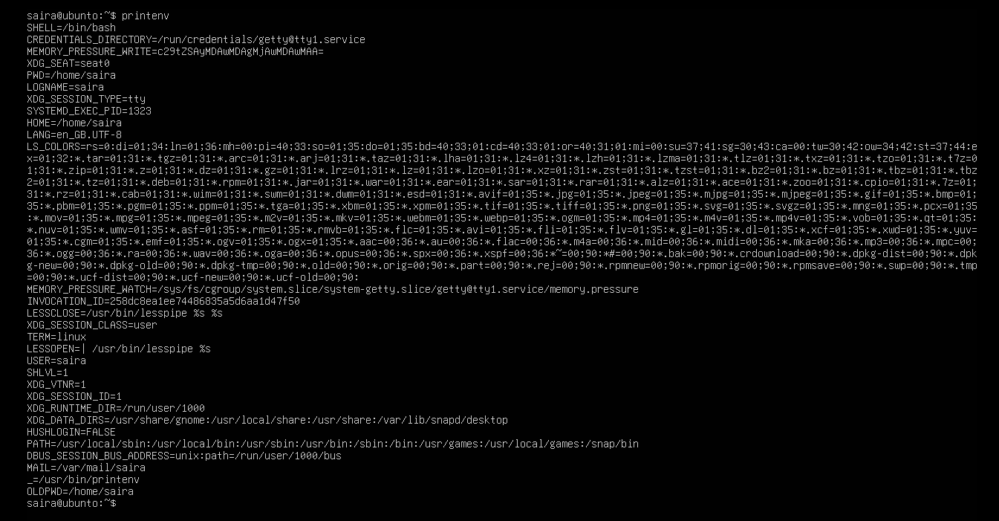 saira@ubunto:~$ printenv
SHELL=/bin/bash
CREDENTIALS_DIRECTORY=/run/credentials/getty@tty1.service
MEMORY_PRESSURE_WRITE=c29tZSAyMDAwMDAgMjAwMDAwMAA=
XDG_SEAT=seat0
PWD=/home/saira
LOGNAME=saira
XDG_SESSION_TYPE=tty
SYSTEMD_EXEC_PID=1323
HOME=/home/saira
LANG=en_GB.UTF-8
LS_COLORS=rs=0:di=01;34:ln=01;36:mh=00:pi=40;33:so=01;35:do=01;35:bd=40;33;01:cd=40;33;01:or=40;31;01:mi=00:su=37;41:sg=30;43:ca=00:tw=30;42:ow=34;42:st=37;44:e
x=01;32:*.tar=01;31:*.tgz=01;31:*.arc=01;31:*.arj=01;31:*.taz=01;31:*.lha=01;31:*.lz4=01;31:*.lzh=01;31:*.lzma=01;31:*.tlz=01;31:*.txz=01;31:*.tzo=01;31:*.t7z=0
1;31:*.zip=01;31:*.z=01;31:*.dz=01;31:*.gz=01;31:*.lrz=01;31:*.lz=01;31:*.lzo=01;31:*.xz=01;31:*.zst=01;31:*.tzst=01;31:*.bz2=01;31:*.bz=01;31:*.tbz=01;31:*.tbz
2=01;31:*.tz=01;31:*.deb=01;31:*.rpm=01;31:*.jar=01;31:*.war=01;31:*.ear=01;31:*.sar=01;31:*.rar=01;31:*.alz=01;31:*.ace=01;31:*.zoo=01;31:*.cpio=01;31:*.7z=01;
31:*.rz=01;31:*.cab=01;31:*.wim=01;31:*.swm=01;31:*.dwm=01;31:*.esd=01;31:*.avif=01;35:*.jpg=01;35:*.jpeg=01;35:*.mjpg=01;35:*.mjpeg=01;35:*.gif=01;35:*.bmp=01;
35:*.pbm=01;35:*.pgm=01;35:*.ppm=01;35:*.tga=01;35:*.xbm=01;35:*.xpm=01;35:*.tif=01;35:*.tiff=01;35:*.png=01;35:*.svg=01;35:*.svgz=01;35:*.mng=01;35:*.pcx=01;35
:*.mov=01;35:*.mpg=01;35:*.mpeg=01;35:*.m2v=01;35:*.mkv=01;35:*.webm=01;35:*.webp=01;35:*.ogm=01;35:*.mp4=01;35:*.m4v=01;35:*.mp4v=01;35:*.vob=01;35:*.qt=01;35:
*.nuv=01;35:*.wmv=01;35:*.asf=01;35:*.rm=01;35:*.rmvb=01;35:*.flc=01;35:*.avi=01;35:*.fli=01;35:*.flv=01;35:*.gl=01;35:*.dl=01;35:*.xcf=01;35:*.xwd=01;35:*.yuv=
01;35:*.cgm=01;35:*.emf=01;35:*.ogv=01;35:*.ogx=01;35:*.aac=00;36:*.au=00;36:*.flac=00;36:*.m4a=00;36:*.mid=00;36:*.midi=00;36:*.mka=00;36:*.mp3=00;36:*.mpc=00;
36:*.ogg=00;36:*.ra=00;36:*.wav=00;36:*.oga=00;36:*.opus=00;36:*.spx=00;36:*.xspf=00;36:*~=00;90:*#=00;90:*.bak=00;90:*.crdownload=00;90:*.dpkg-dist=00;90:*.dpk
g-new=00;90:*.dpkg-old=00;90:*.dpkg-tmp=00;90:*.old=00;90:*.orig=00;90:*.part=00;90:*.rej=00;90:*.rpmnew=00;90:*.rpmorig=00;90:*.rpmsave=00;90:*.swp=00;90:*.tmp
=00;90:*.ucf-dist=00;90:*.ucf-new=00;90:*.ucf-old=00;90:
MEMORY_PRESSURE_WATCH=/sys/fs/cgroup/system.slice/system-getty.slice/getty@tty1.service/memory.pressure
INVOCATION_ID=258dc8ea1ee74486835a5d6aa1d47f50
LESSCLOSE=/usr/bin/lesspipe %s %s
XDG_SESSION_CLASS=user
TERM=linux
LESSOPEN=| /usr/bin/lesspipe %s
USER=saira
SHLVL=1
XDG_VTNR=1
XDG_SESSION_ID=1
XDG_RUNTIME_DIR=/run/user/1000
XDG_DATA_DIRS=/usr/share/gnome:/usr/local/share:/usr/share:/var/lib/snapd/desktop
HUSHLOGIN=FALSE
PATH=/usr/local/sbin:/usr/local/bin:/usr/sbin:/usr/bin:/sbin:/bin:/usr/games:/usr/local/games:/snap/bin
DBUS_SESSION_BUS_ADDRESS=unix:path=/run/user/1000/bus
MAIL=/var/mail/saira
_=/usr/bin/printenv
OLDPWD=/home/saira
saira@ubunto:~$